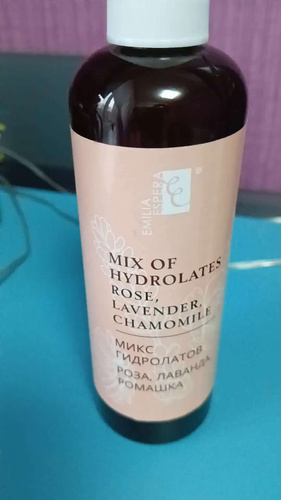 EMILIA
ESPERA
®
MIX OF
HYDROLATES
ROSE,
LAVENDER,
CHAMOMILE
МИКС
ГИДРОЛАТОВ
РОЗА, ЛАВАНДА,
РОМАШКА